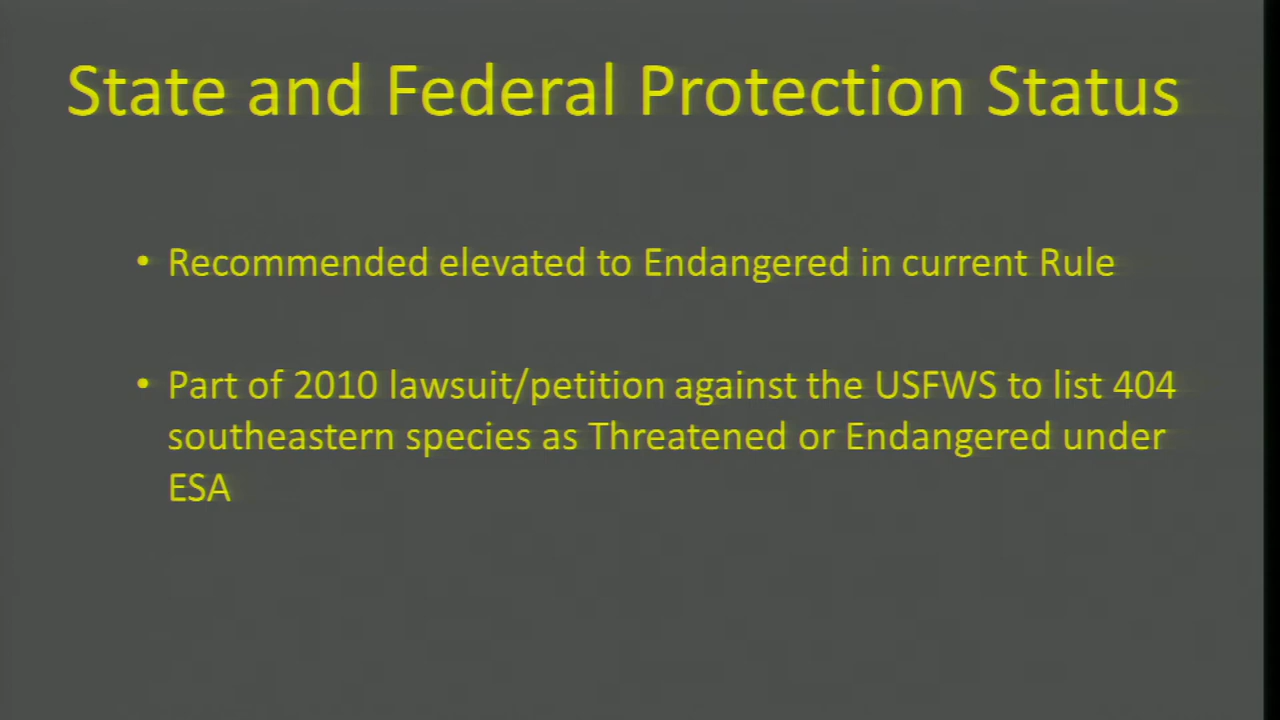 State and Federal Protection Status
• Recommended elevated to Endangered in current Rule
• Part of 2010 lawsuit/petition against the USFWS to list 404
southeastern species as Threatened or Endangered under
ESA